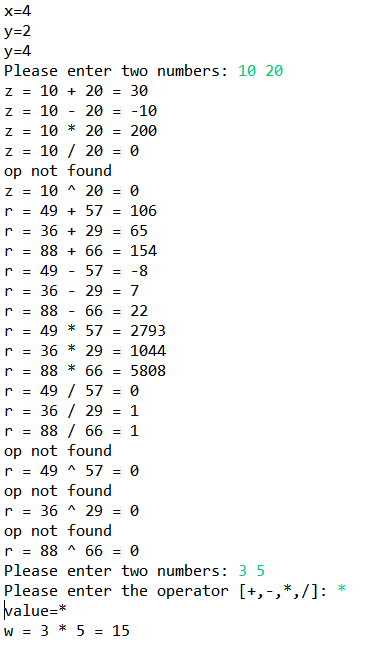 x=4
y=2
y=4
Please enter two numbers: 10 20
z = 10 + 20 = 30
z = 10 - 20 = -10
z = 10 * 20 = 200
z = 10 / 20 = 0
op not found
z = 10 ^ 20 = 0
r = 49 + 57 = 106
r = 36 + 29 = 65
r = 88 + 66 = 154
r = 49 - 57 = -8
r = 36 - 29 = 7
r = 88 - 66 = 22
r = 49 * 57 = 2793
r = 36 * 29 = 1044
r = 88 * 66 = 5808
r = 49 / 57 = 0
r = 36 / 29 = 1
r = 88 / 66 = 1
op not found
r = 49 ^ 57 = 0
op not found
r = 36 ^ 29 = 0
op not found
r = 88 ^ 66 = 0
Please enter two numbers: 3 5
Please enter the operator [+,-,*,/]: *
value=*
w = 3 * 5 = 15